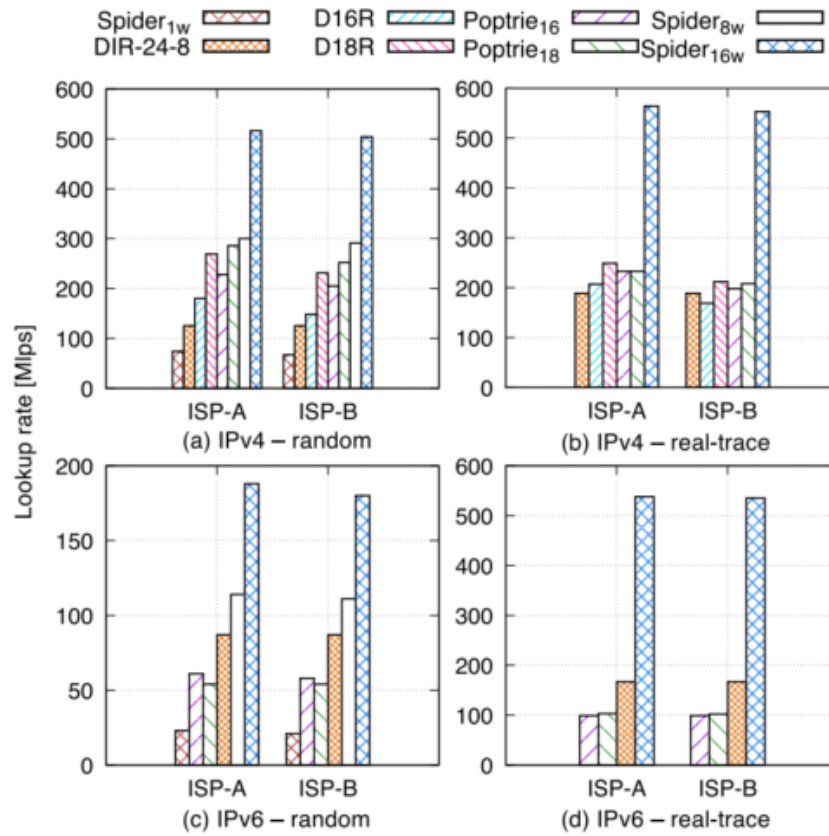 Spider1w D16R Poptrie16 Spider8w
DIR-24-8 D18R Poptrie18 Spider16w
Lookup rate [Mlps]
600
500
400
300
200
100
0
ISP-A ISP-B
(a) IPv4 – random
600
500
400
300
200
100
0
ISP-A ISP-B
(b) IPv4 – real-trace
200
150
100
50
0
ISP-A ISP-B
(c) IPv6 – random
600
500
400
300
200
100
0
ISP-A ISP-B
(d) IPv6 – real-trace